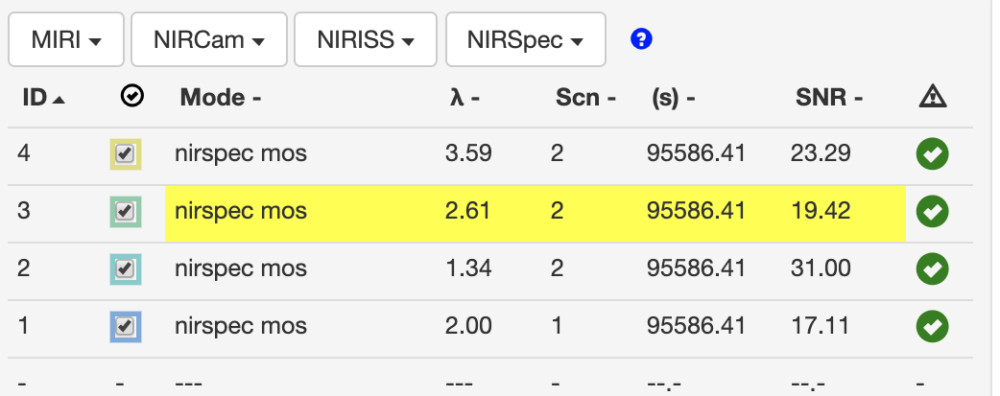 MIRI NIRCam NIRISS NIRSpec ?
ID Mode - λ - Scn - (s) - SNR -
4 nirspec mos 3.59 2 95586.41 23.29
3 nirspec mos 2.61 2 95586.41 19.42
2 nirspec mos 1.34 2 95586.41 31.00
1 nirspec mos 2.00 1 95586.41 17.11
- - --- --- - --.- --.- -